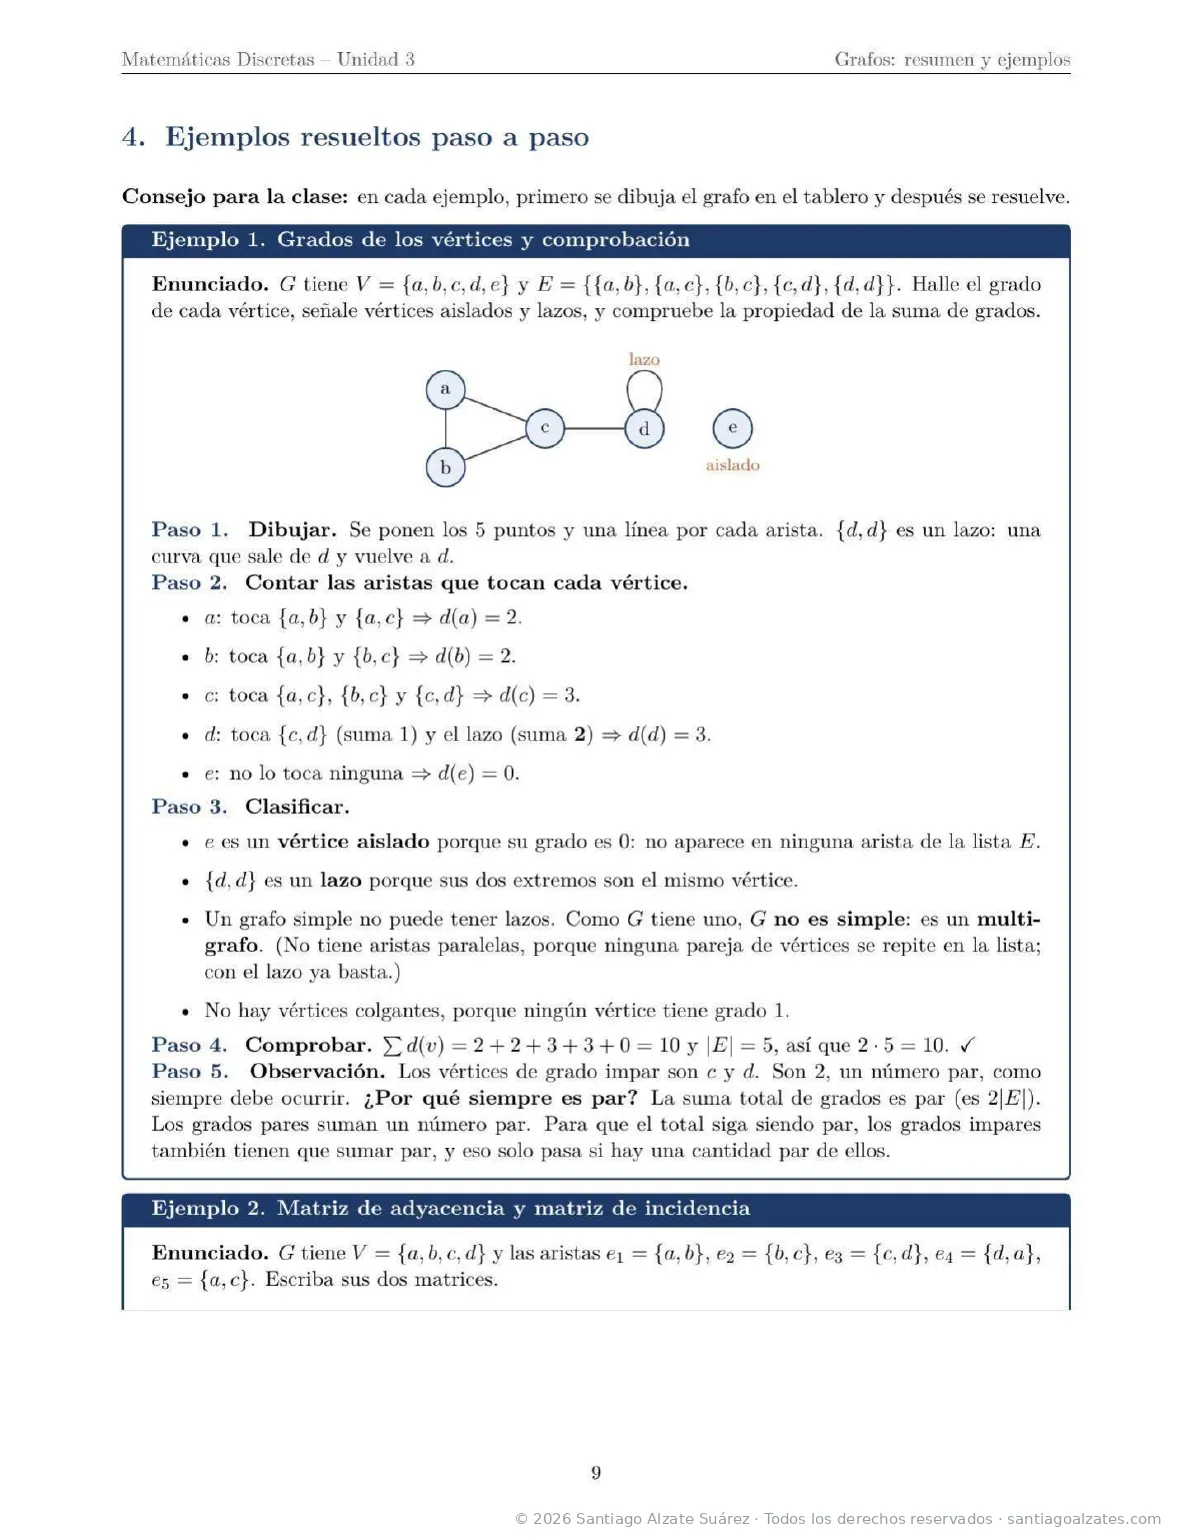 Matemáticas Discretas – Unidad 3 Grafos: resumen y ejemplos
4. Ejemplos resueltos paso a paso
Consejo para la clase: en cada ejemplo, primero se dibuja el grafo en el tablero y después se resuelve.
Ejemplo 1. Grados de los vértices y comprobación
Enunciado. G tiene V = {a, b, c, d, e} y E = {{a, b}, {a, c}, {b, c}, {c, d}, {d, d}}. Halle el grado
de cada vértice, señale vértices aislados y lazos, y compruebe la propiedad de la suma de grados.
lazo
a
c
d
e
b
aislado
Paso 1. Dibujar. Se ponen los 5 puntos y una línea por cada arista. {d, d} es un lazo: una
curva que sale de d y vuelve a d.
Paso 2. Contar las aristas que tocan cada vértice.
• a: toca {a, b} y {a, c} ⇒ d(a) = 2.
• b: toca {a, b} y {b, c} ⇒ d(b) = 2.
• c: toca {a, c}, {b, c} y {c, d} ⇒ d(c) = 3.
• d: toca {c, d} (suma 1) y el lazo (suma 2) ⇒ d(d) = 3.
• e: no lo toca ninguna ⇒ d(e) = 0.
Paso 3. Clasificar.
• e es un vértice aislado porque su grado es 0: no aparece en ninguna arista de la lista E.
• {d, d} es un lazo porque sus dos extremos son el mismo vértice.
• Un grafo simple no puede tener lazos. Como G tiene uno, G no es simple: es un multi-
grafo. (No tiene aristas paralelas, porque ninguna pareja de vértices se repite en la lista;
con el lazo ya basta.)
• No hay vértices colgantes, porque ningún vértice tiene grado 1.
Paso 4. Comprobar. ∑ d(v) = 2 + 2 + 3 + 3 + 0 = 10 y |E| = 5, así que 2 · 5 = 10. ✓
Paso 5. Observación. Los vértices de grado impar son c y d. Son 2, un número par, como
siempre debe ocurrir. ¿Por qué siempre es par? La suma total de grados es par (es 2|E|).
Los grados pares suman un número par. Para que el total siga siendo par, los grados impares
también tienen que sumar par, y eso solo pasa si hay una cantidad par de ellos.
Ejemplo 2. Matriz de adyacencia y matriz de incidencia
Enunciado. G tiene V = {a, b, c, d} y las aristas e₁ = {a, b}, e₂ = {b, c}, e₃ = {c, d}, e₄ = {d, a},
e₅ = {a, c}. Escriba sus dos matrices.
9
© 2026 Santiago Alzate Suárez · Todos los derechos reservados · santiagoalzates.com